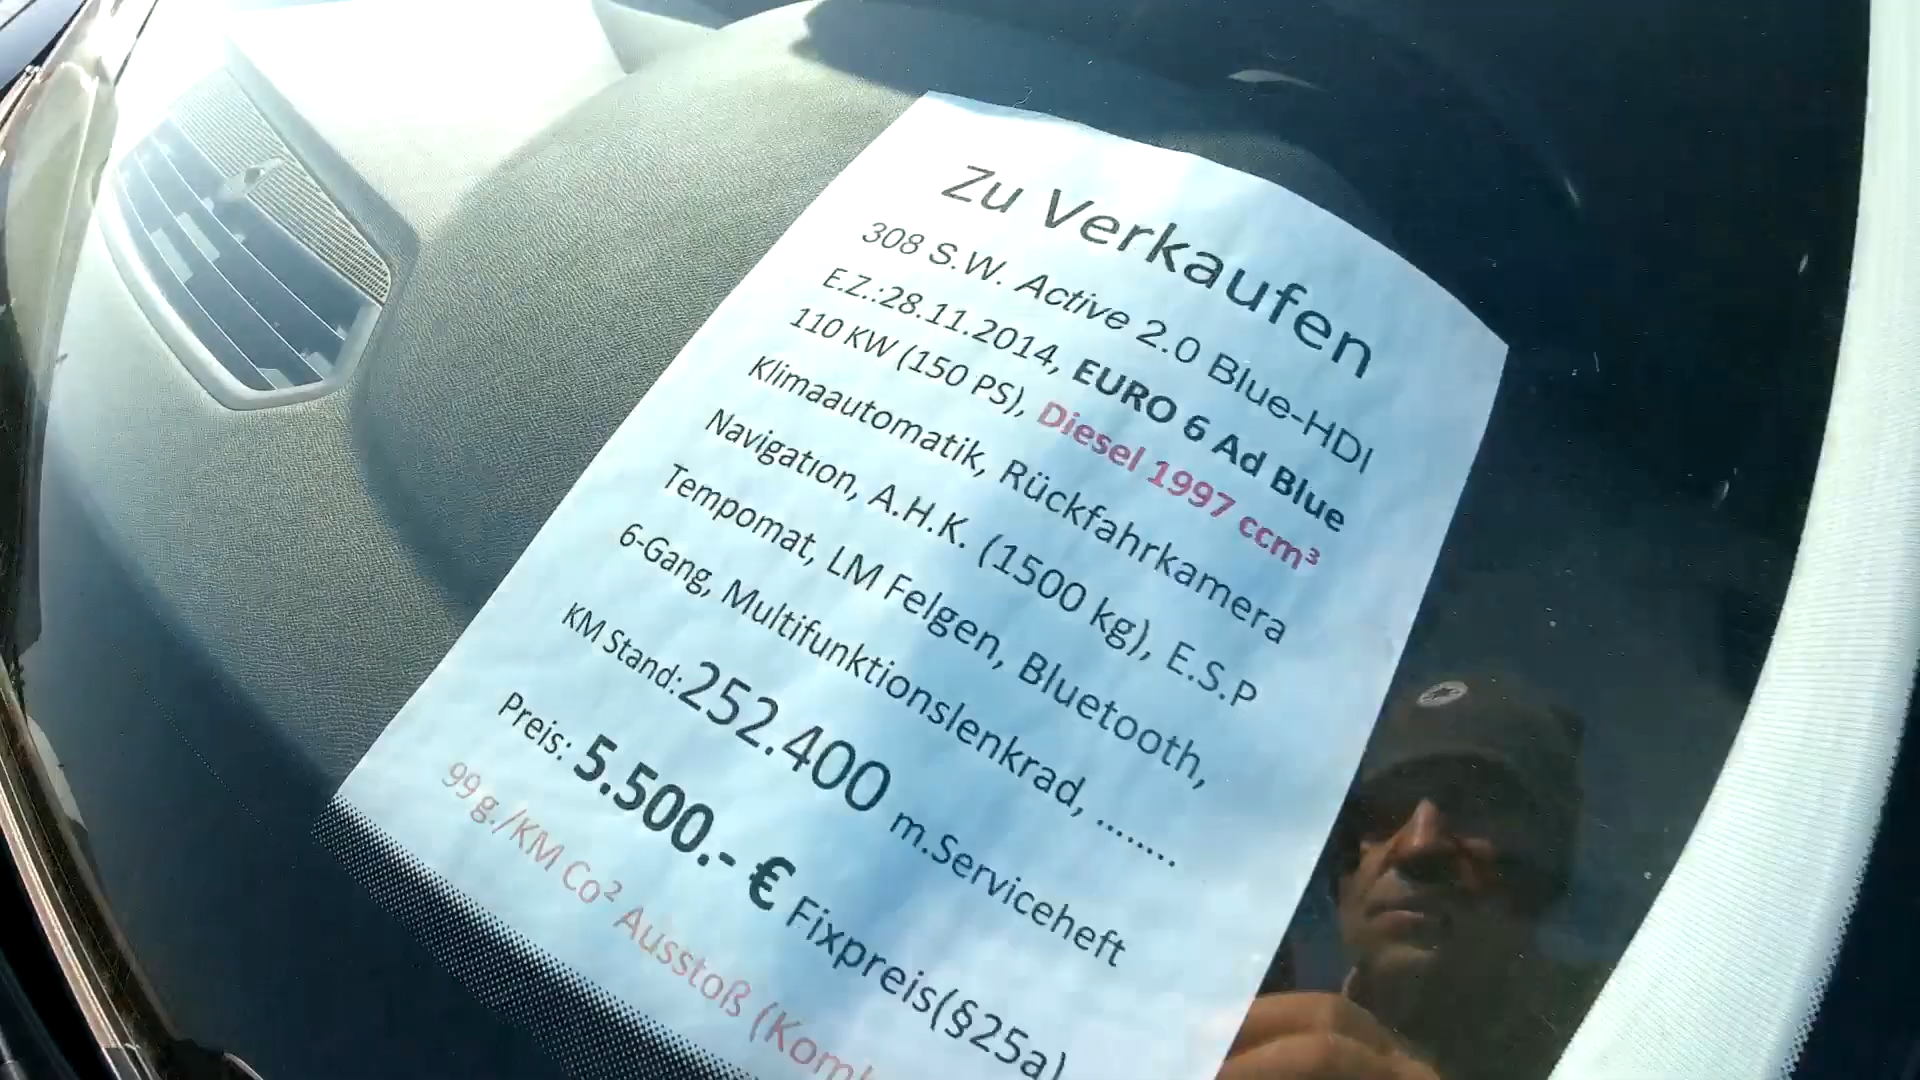 Zu Verkaufen
308 S.W. Active 2.0 Blue-HDI
E.Z.:28.11.2014, EURO 6 Ad Blue
110 KW (150 PS), Diesel 1997 ccm³
Klimaautomatik, Rückfahrkamera
Navigation, A.H.K. (1500 kg), E.S.P
Tempomat, LM Felgen, Bluetooth,
6-Gang, Multifunktionslenkrad, ........
KM Stand: 252.400 m.Serviceheft
Preis: 5.500.- € Fixpreis(§25a)
99 g./KM Co² Ausstoß